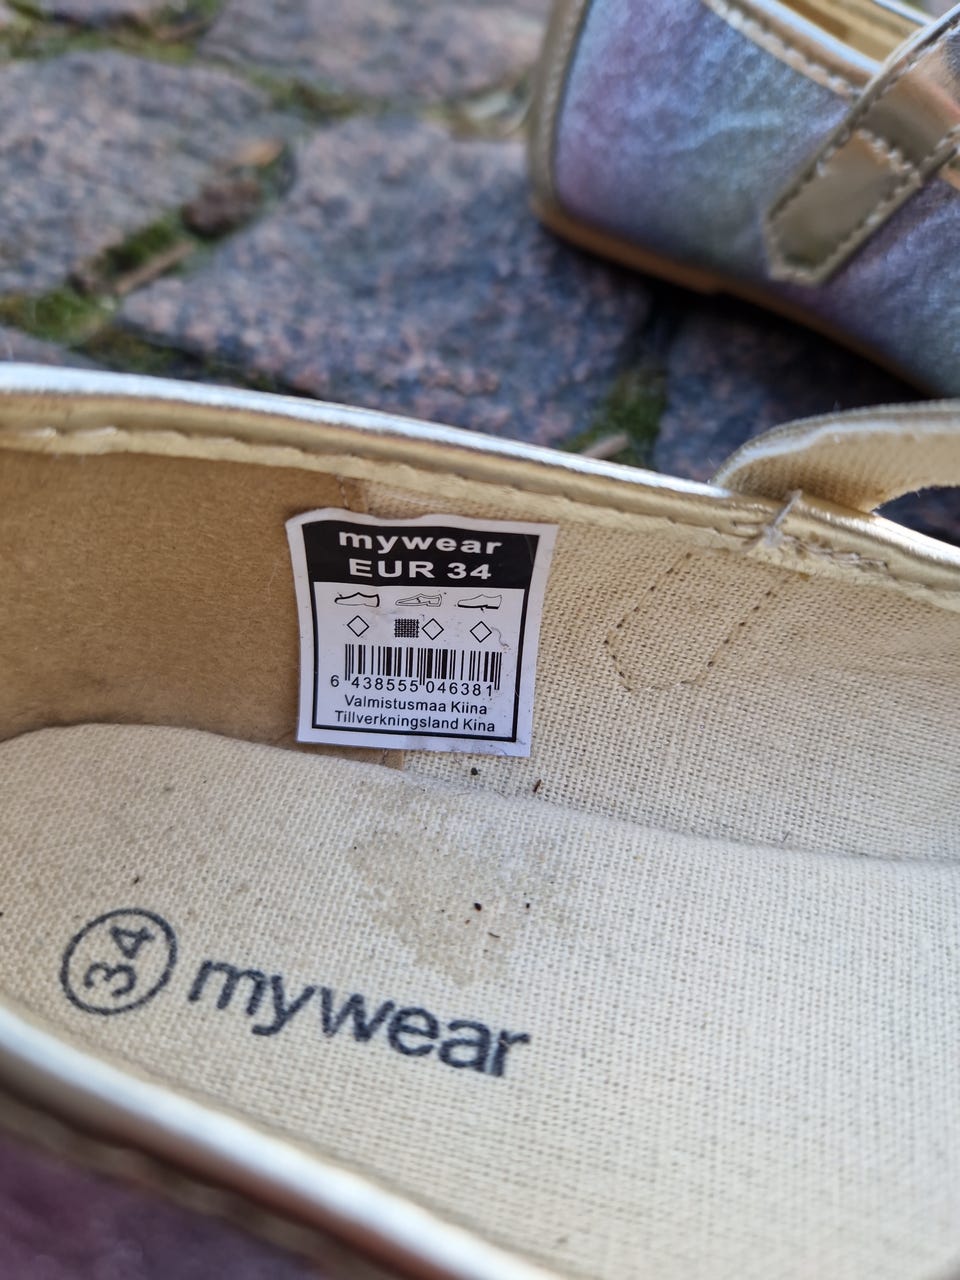 mywear
EUR 34
6 438555 046381
Valmistusmaa Kiina
Tillverkningsland Kina
34 mywear